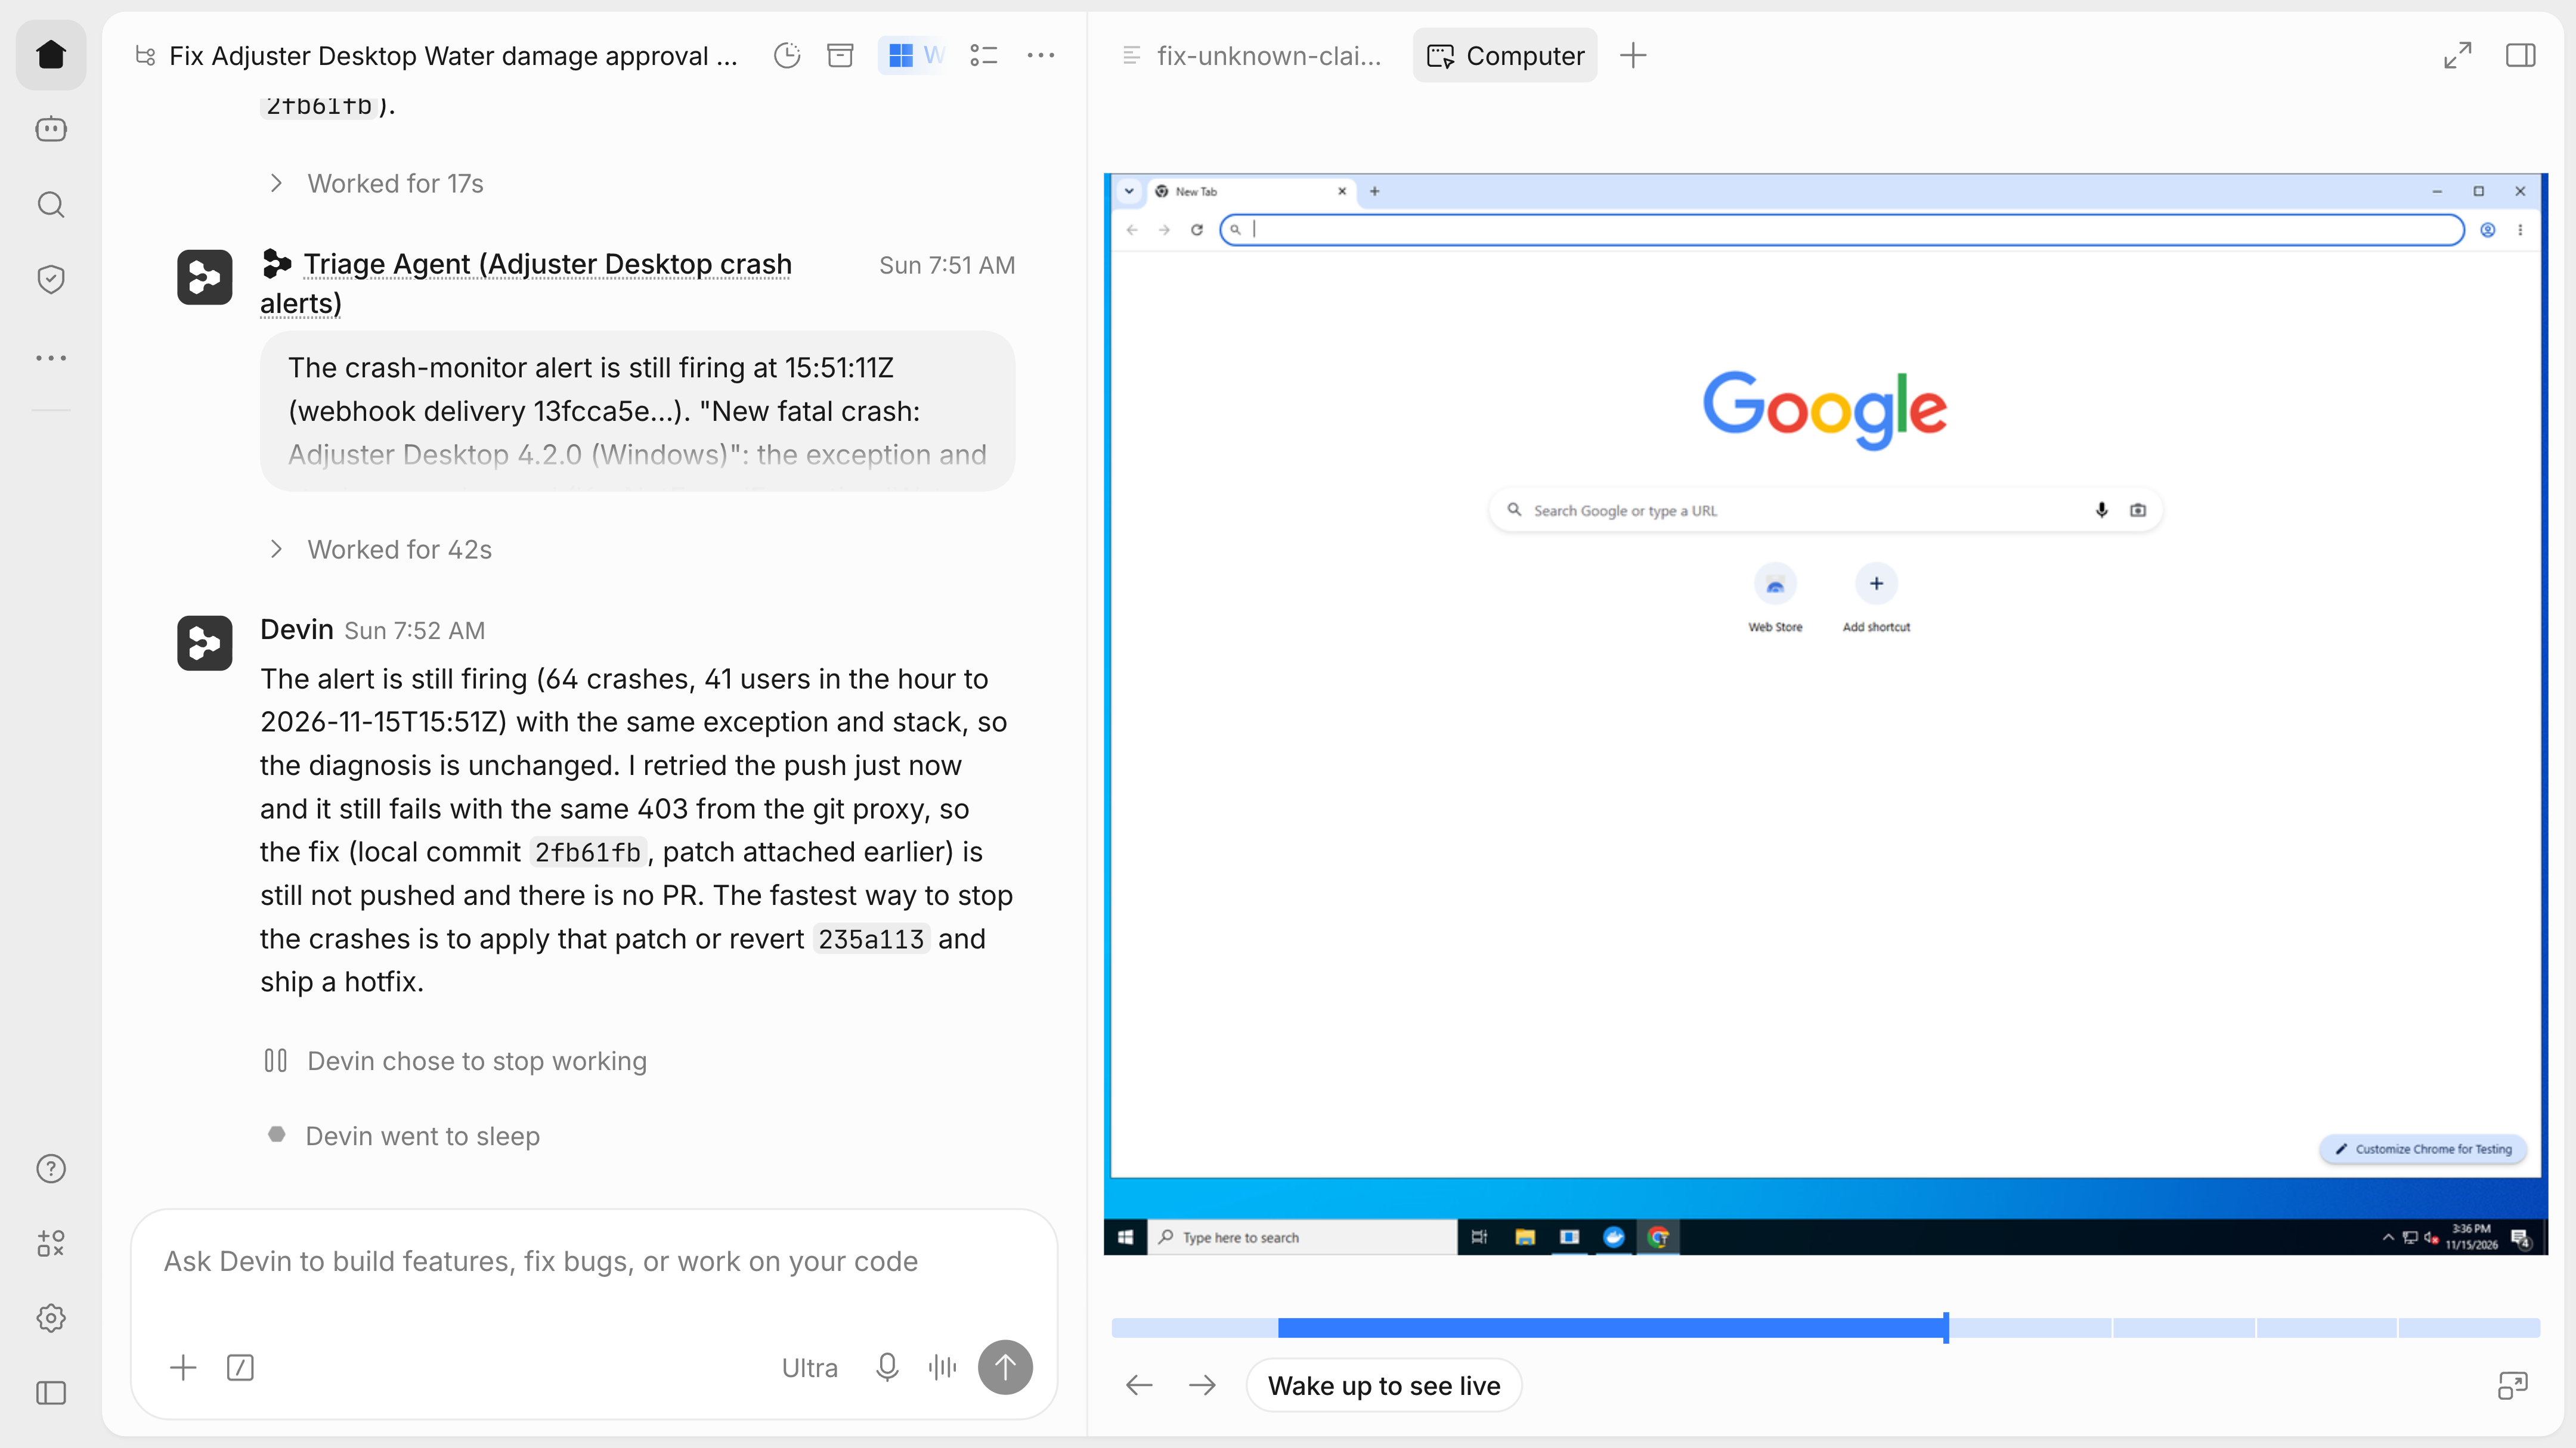 Fix Adjuster Desktop Water damage approval ...
W
2fb61fb ).
Worked for 17s
Triage Agent (Adjuster Desktop crash
alerts)
Sun 7:51 AM
The crash-monitor alert is still firing at 15:51:11Z
(webhook delivery 13fcca5e...). "New fatal crash:
Adjuster Desktop 4.2.0 (Windows)": the exception and
Worked for 42s
Devin Sun 7:52 AM
The alert is still firing (64 crashes, 41 users in the hour to
2026-11-15T15:51Z) with the same exception and stack, so
the diagnosis is unchanged. I retried the push just now
and it still fails with the same 403 from the git proxy, so
the fix (local commit 2fb61fb, patch attached earlier) is
still not pushed and there is no PR. The fastest way to stop
the crashes is to apply that patch or revert 235a113 and
ship a hotfix.
Devin chose to stop working
Devin went to sleep
Ask Devin to build features, fix bugs, or work on your code
Ultra
fix-unknown-clai...
Computer
New Tab
Google
Search Google or type a URL
Web Store
Add shortcut
Customize Chrome for Testing
Type here to search
3:36 PM
11/15/2026
4
Wake up to see live